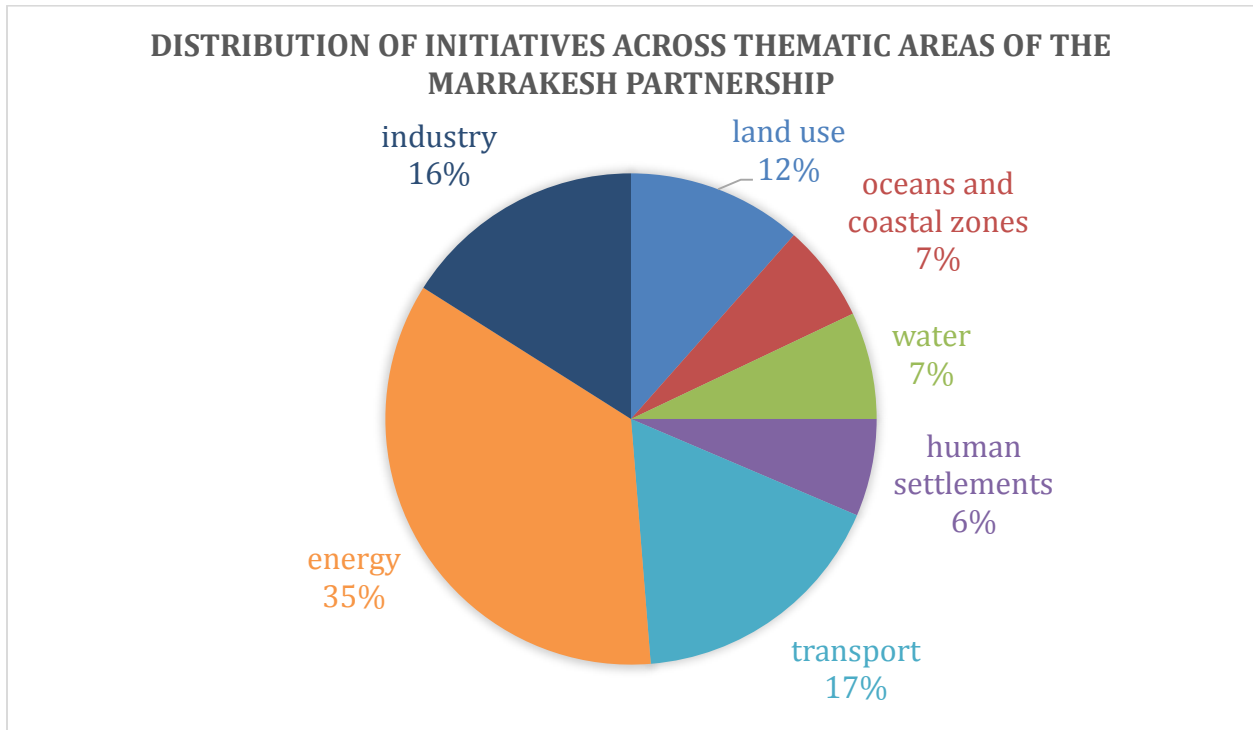 DISTRIBUTION OF INITIATIVES ACROSS THEMATIC AREAS OF THE
MARRAKESH PARTNERSHIP
industry
16%
land use
12%
oceans and
coastal zones
7%
water
7%
human
settlements
6%
energy
35%
transport
17%